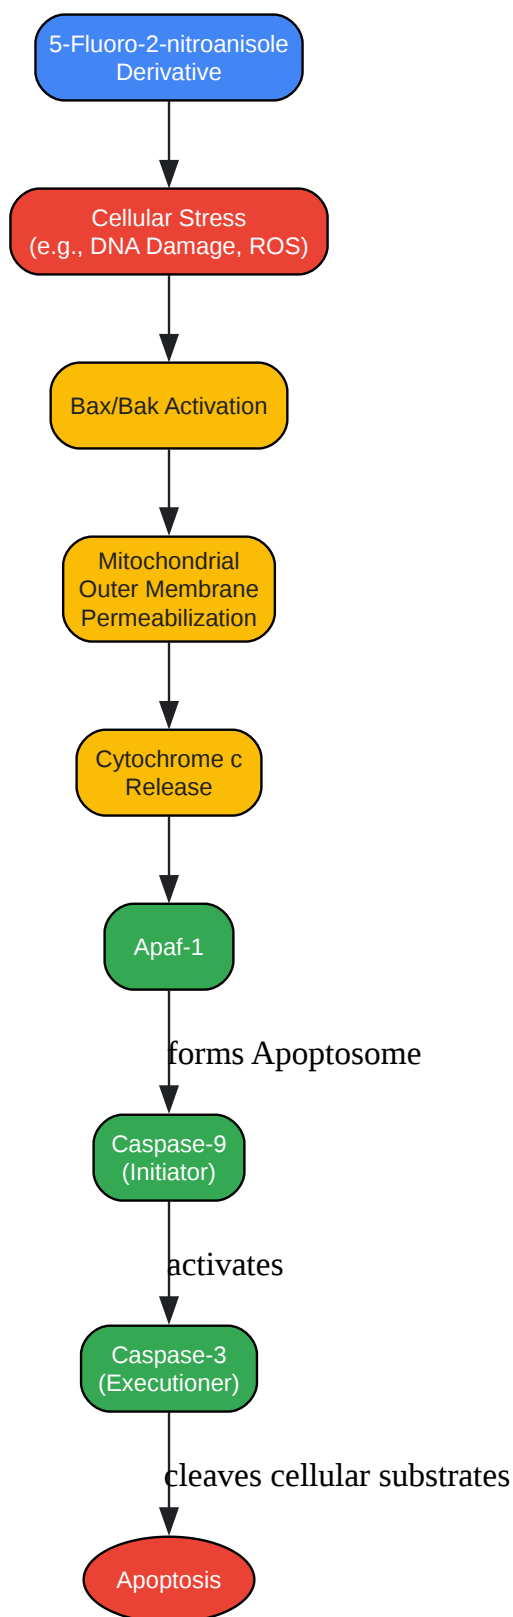 5-Fluoro-2-nitroanisole
Derivative
Cellular Stress
(e.g., DNA Damage, ROS)
Bax/Bak Activation
Mitochondrial
Outer Membrane
Permeabilization
Cytochrome c
Release
Apaf-1
forms Apoptosome
Caspase-9
(Initiator)
activates
Caspase-3
(Executioner)
cleaves cellular substrates
Apoptosis